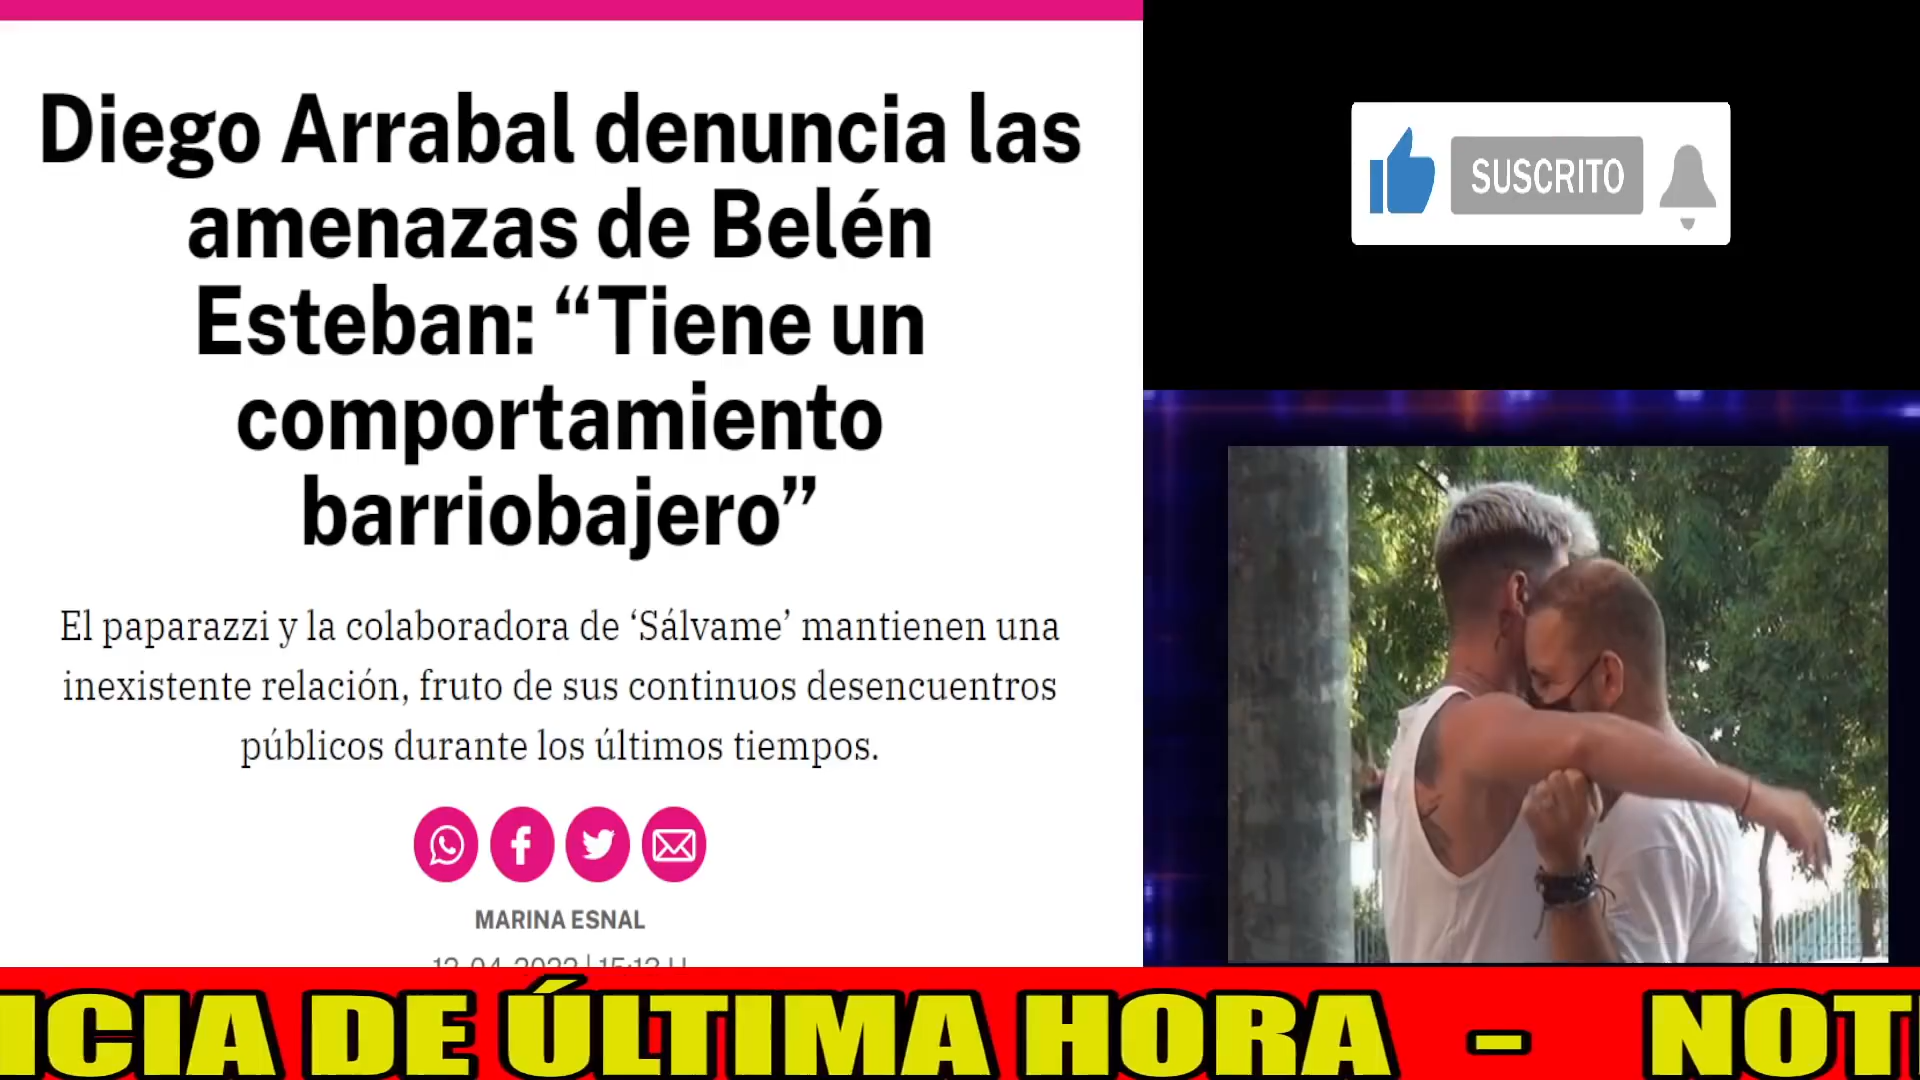 Diego Arrabal denuncia las
amenazas de Belén
Esteban: “Tiene un
comportamiento
barriobajero”
El paparazzi y la colaboradora de ‘Sálvame’ mantienen una
inexistente relación, fruto de sus continuos desencuentros
públicos durante los últimos tiempos.
MARINA ESNAL
SUSCRITO
ICIA DE ÚLTIMA HORA - NOT